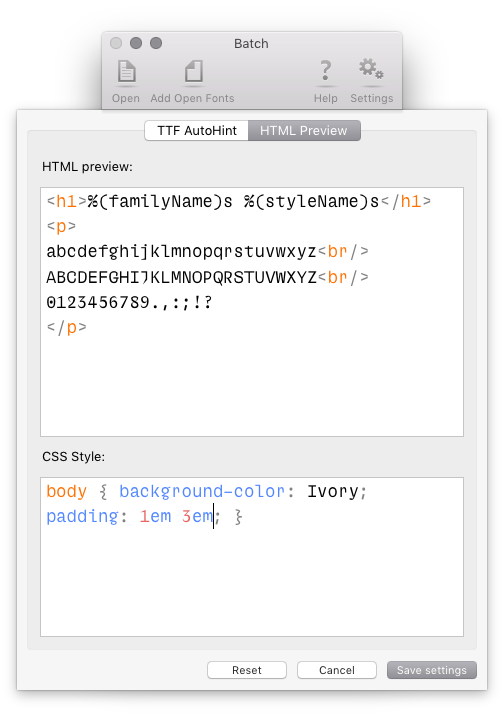 Batch
Open
Add Open Fonts
Help
Settings
TTF AutoHint
HTML Preview
HTML preview:
<h1>%(familyName)s %(styleName)s</h1>
<p>
abcdefghijklmnopqrstuvwxyz<br/>
ABCDEFGHIJKLMNOPQRSTUVWXYZ<br/>
0123456789.,:;!?
</p>
CSS Style:
body { background-color: Ivory;
padding: 1em 3em; }
Reset
Cancel
Save settings